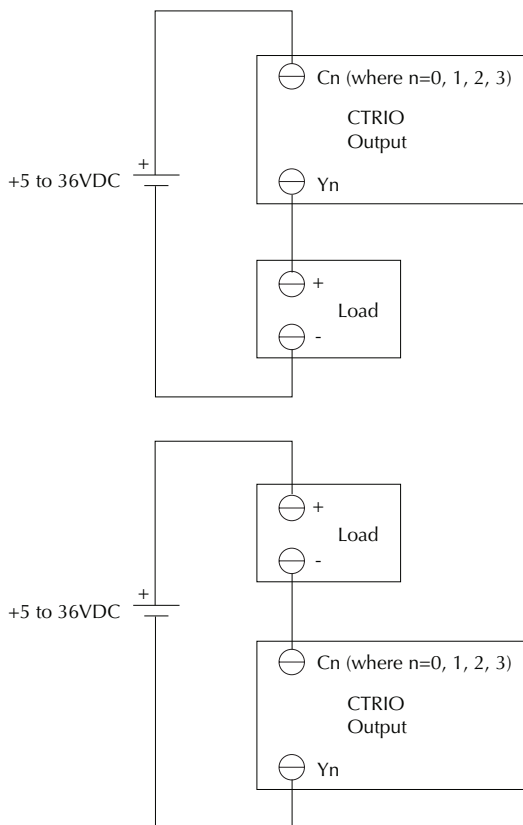 Cn (where n=0, 1, 2, 3)
CTRIO
Output
+
+5 to 36VDC
Yn
+
Load
-
+
Load
-
+
+5 to 36VDC
Cn (where n=0, 1, 2, 3)
CTRIO
Output
Yn